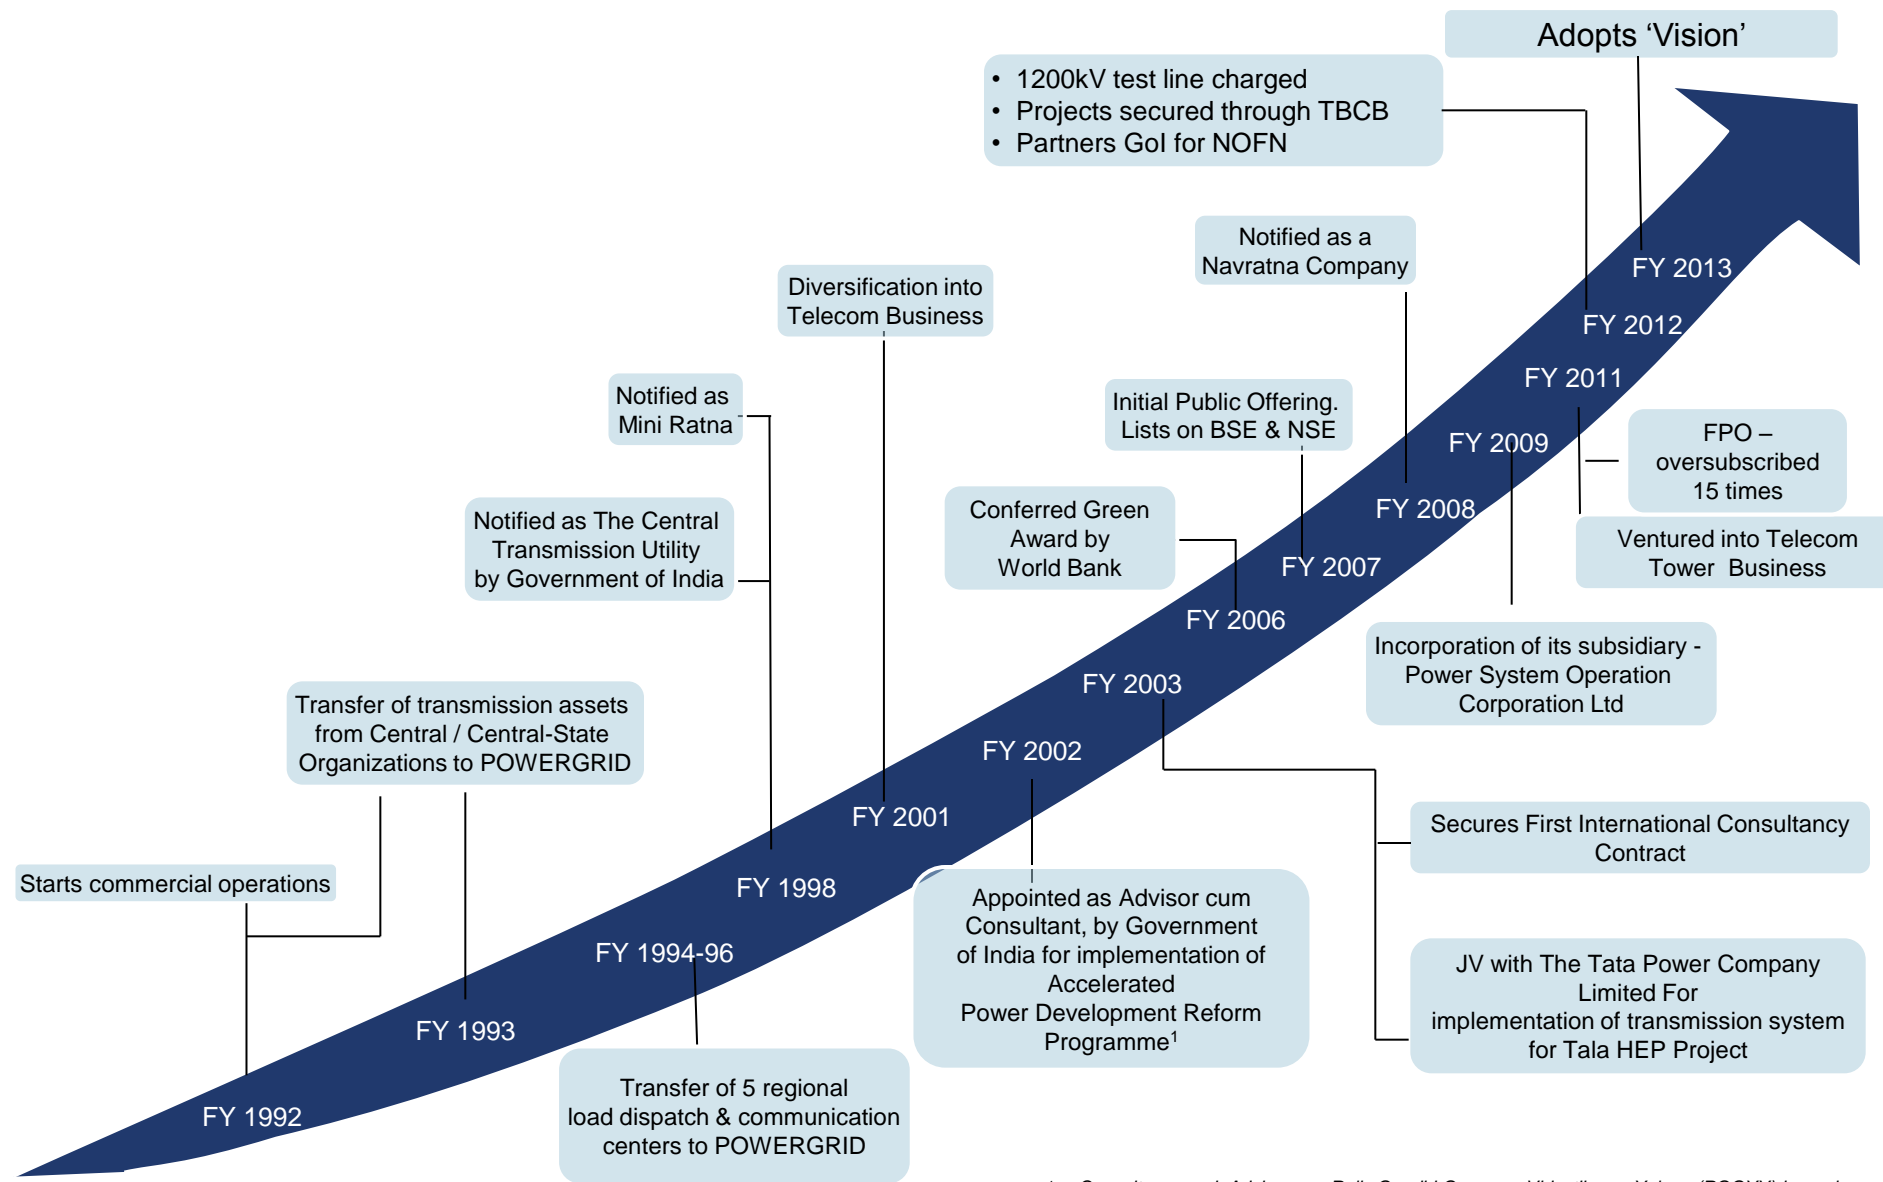 Adopts ‘Vision’
• 1200kV test line charged
• Projects secured through TBCB
• Partners GoI for NOFN
Notified as a
Navratna Company
Diversification into
Telecom Business
Notified as
Mini Ratna
Initial Public Offering.
Lists on BSE & NSE
Notified as The Central
Transmission Utility
by Government of India
Conferred Green
Award by
World Bank
FPO –
oversubscribed
15 times
Ventured into Telecom
Tower Business
Incorporation of its subsidiary -
Power System Operation
Corporation Ltd
Transfer of transmission assets
from Central / Central-State
Organizations to POWERGRID
Starts commercial operations
Secures First International Consultancy
Contract
Appointed as Advisor cum
Consultant, by Government
of India for implementation of
Accelerated
Power Development Reform
Programme¹
JV with The Tata Power Company
Limited For
implementation of transmission system
for Tala HEP Project
Transfer of 5 regional
load dispatch & communication
centers to POWERGRID
FY 2013
FY 2012
FY 2011
FY 2009
FY 2008
FY 2007
FY 2006
FY 2003
FY 2002
FY 2001
FY 1998
FY 1994-96
FY 1993
FY 1992